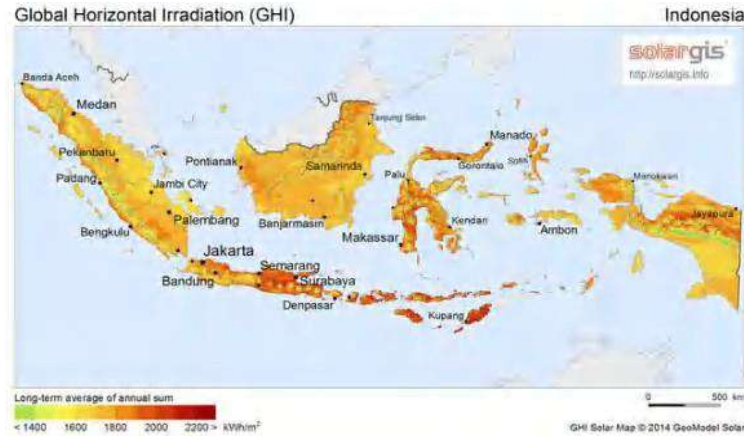 Global Horizontal Irradiation (GHI) Indonesia
solargis
http://solargis.info
Banda Aceh
Medan
Tanjung Selor
Manado
Pekanbaru
Pontianak
Samarinda
Gorontalo
Sofifi
Padang
Jambi City
Palu
Manokwari
Palembang
Banjarmasin
Kendari
Jayapura
Bengkulu
Makassar
Ambon
Jakarta
Semarang
Bandung
Surabaya
Denpasar
Kupang
Long-term average of annual sum
0 500 km
< 1400 1600 1800 2000 2200 > kWh/m²
GHI Solar Map © 2014 GeoModel Solar